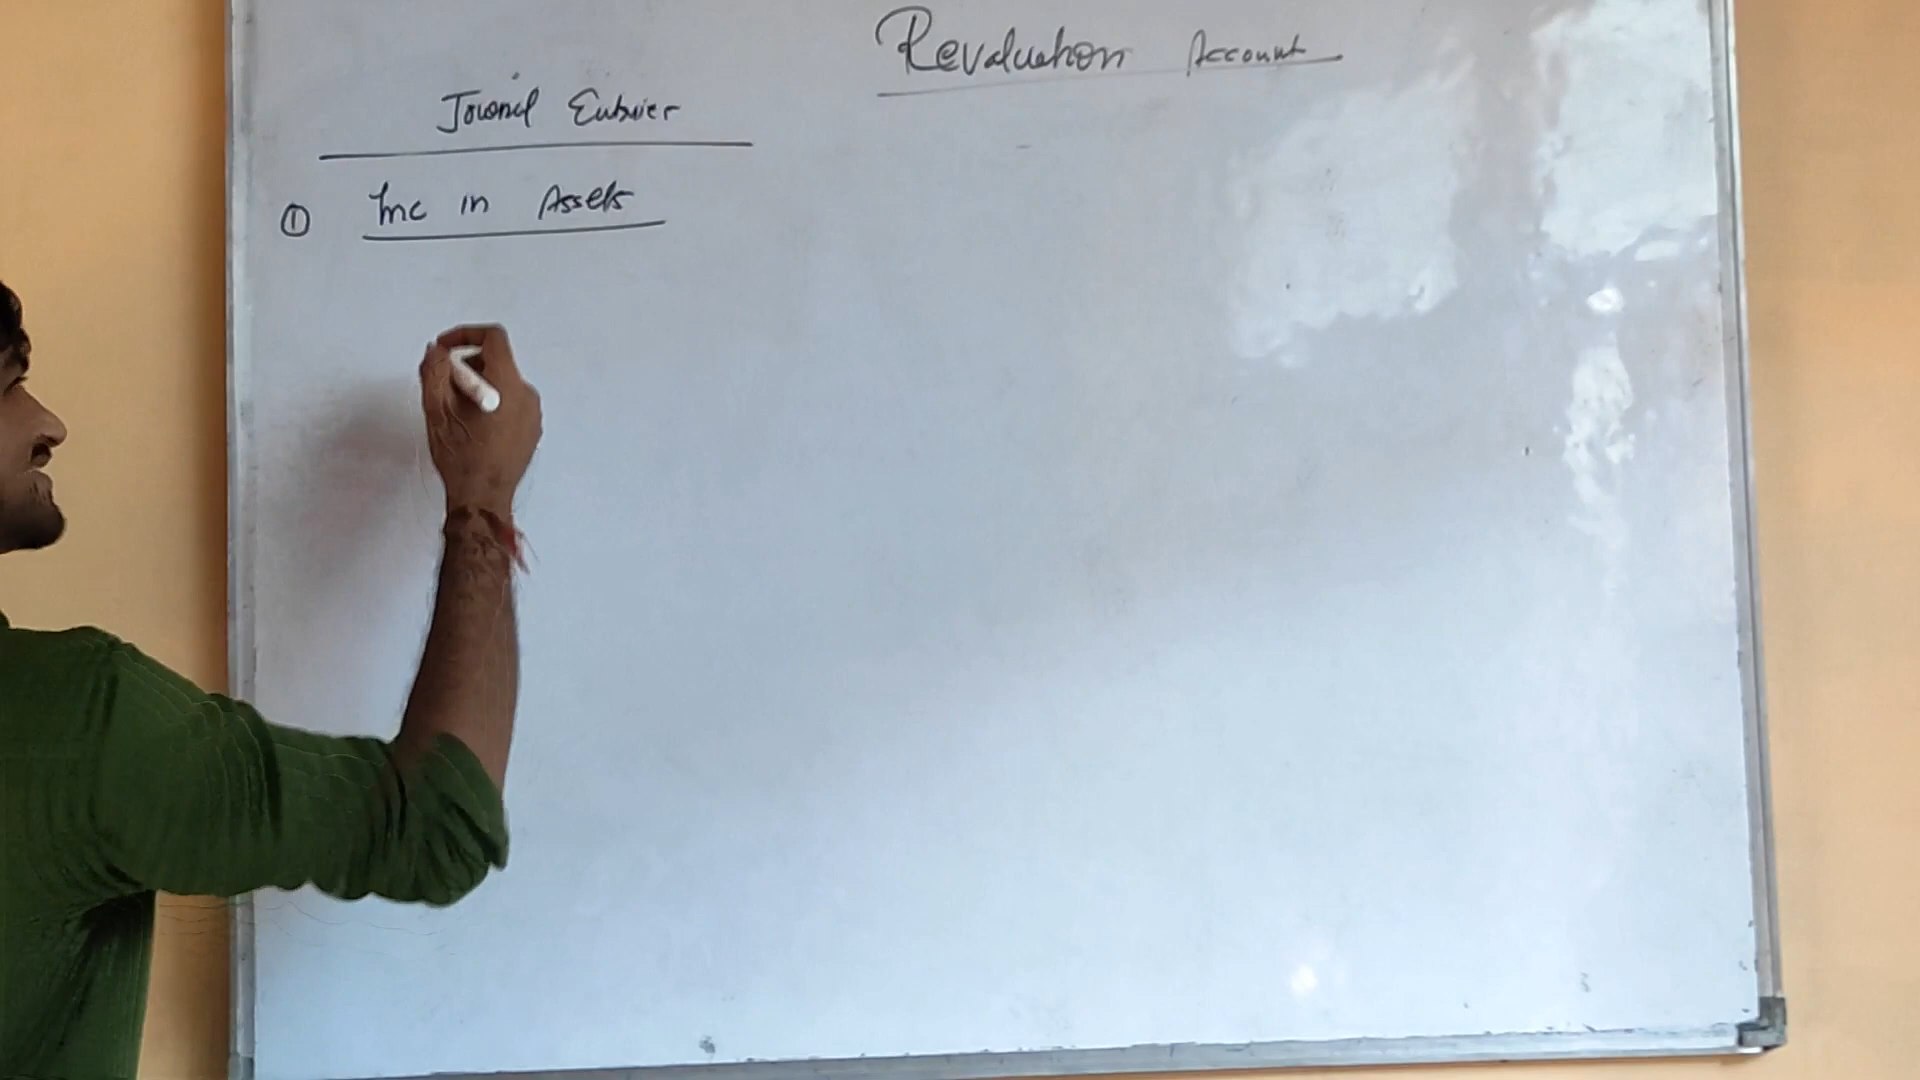 Revaluation Account
Journal Entries
① Inc in Assets